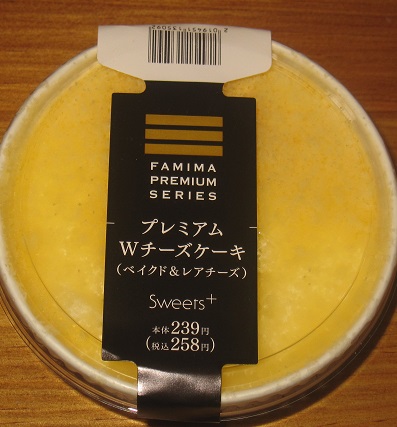 FAMIMA
PREMIUM
SERIES
プレミアム
Wチーズケーキ
(ベイクド&レアチーズ)
Sweets+
本体239円
(税込258円)